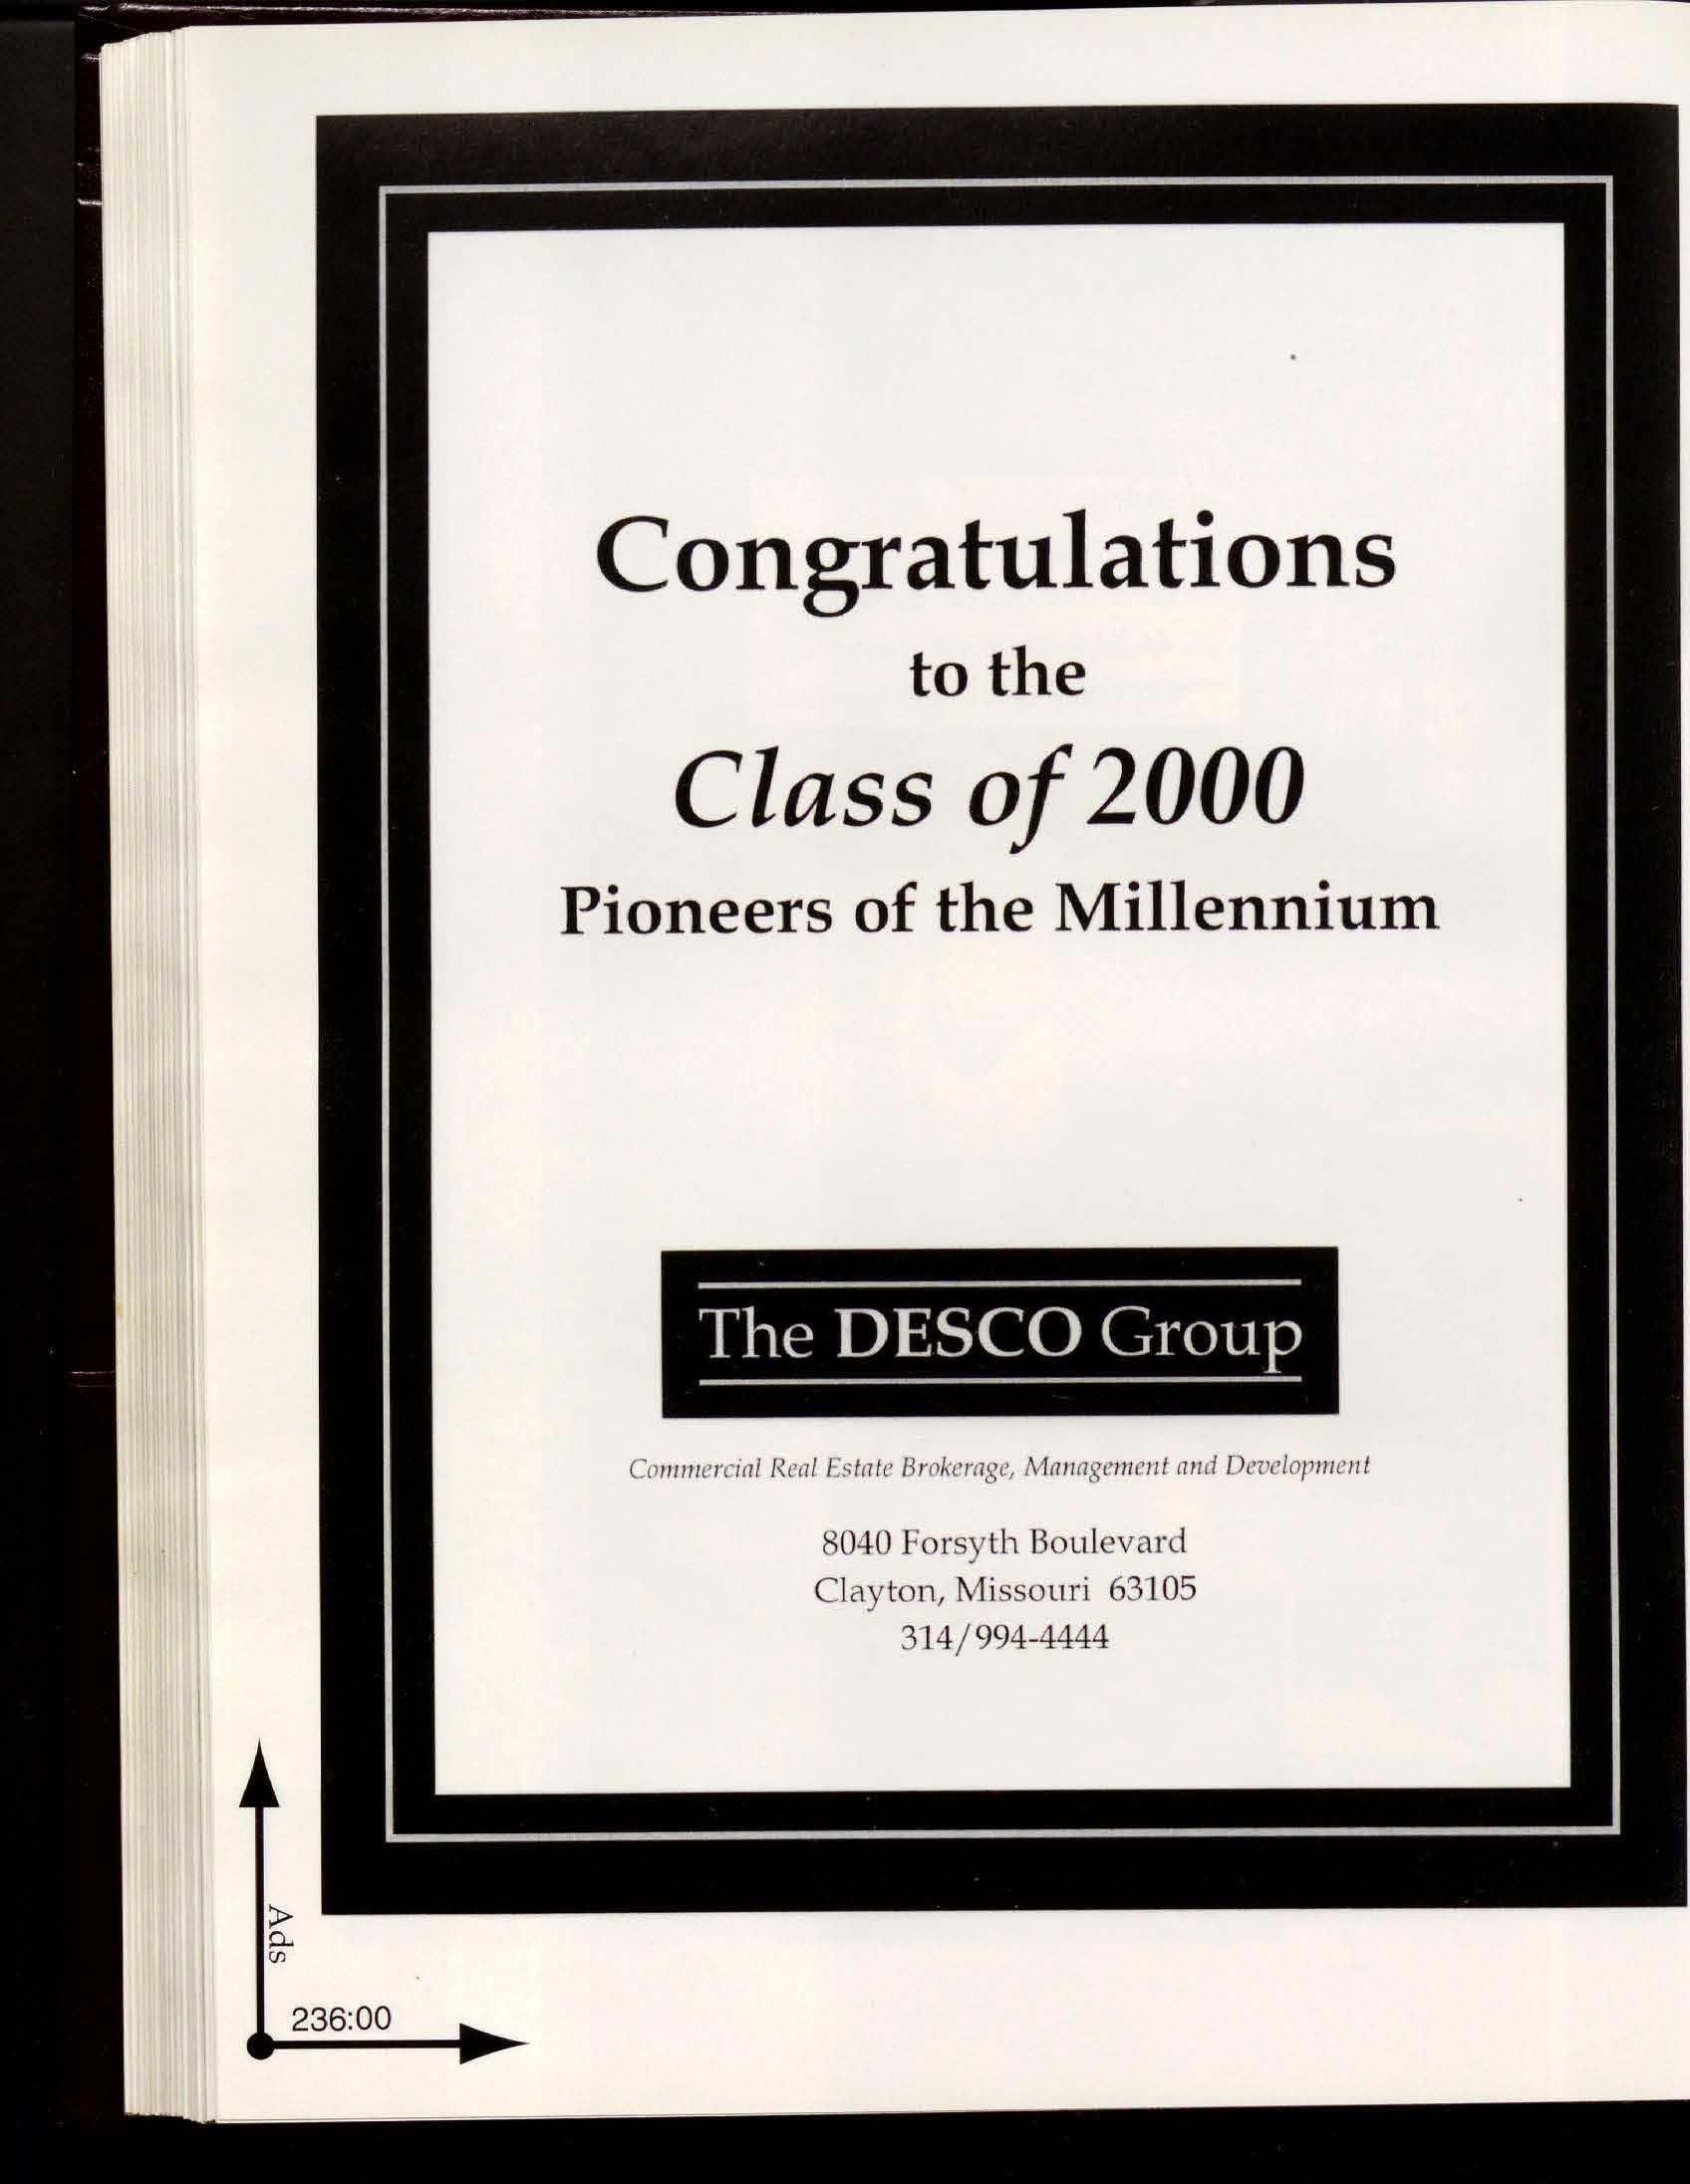 Congratulations
to the
Class of 2000
Pioneers of the Millennium
The DESCO Group
Commercial Real Estate Brokerage, Management and Development
8040 Forsyth Boulevard
Clayton, Missouri 63105
314/994-4444
Ads
236:00